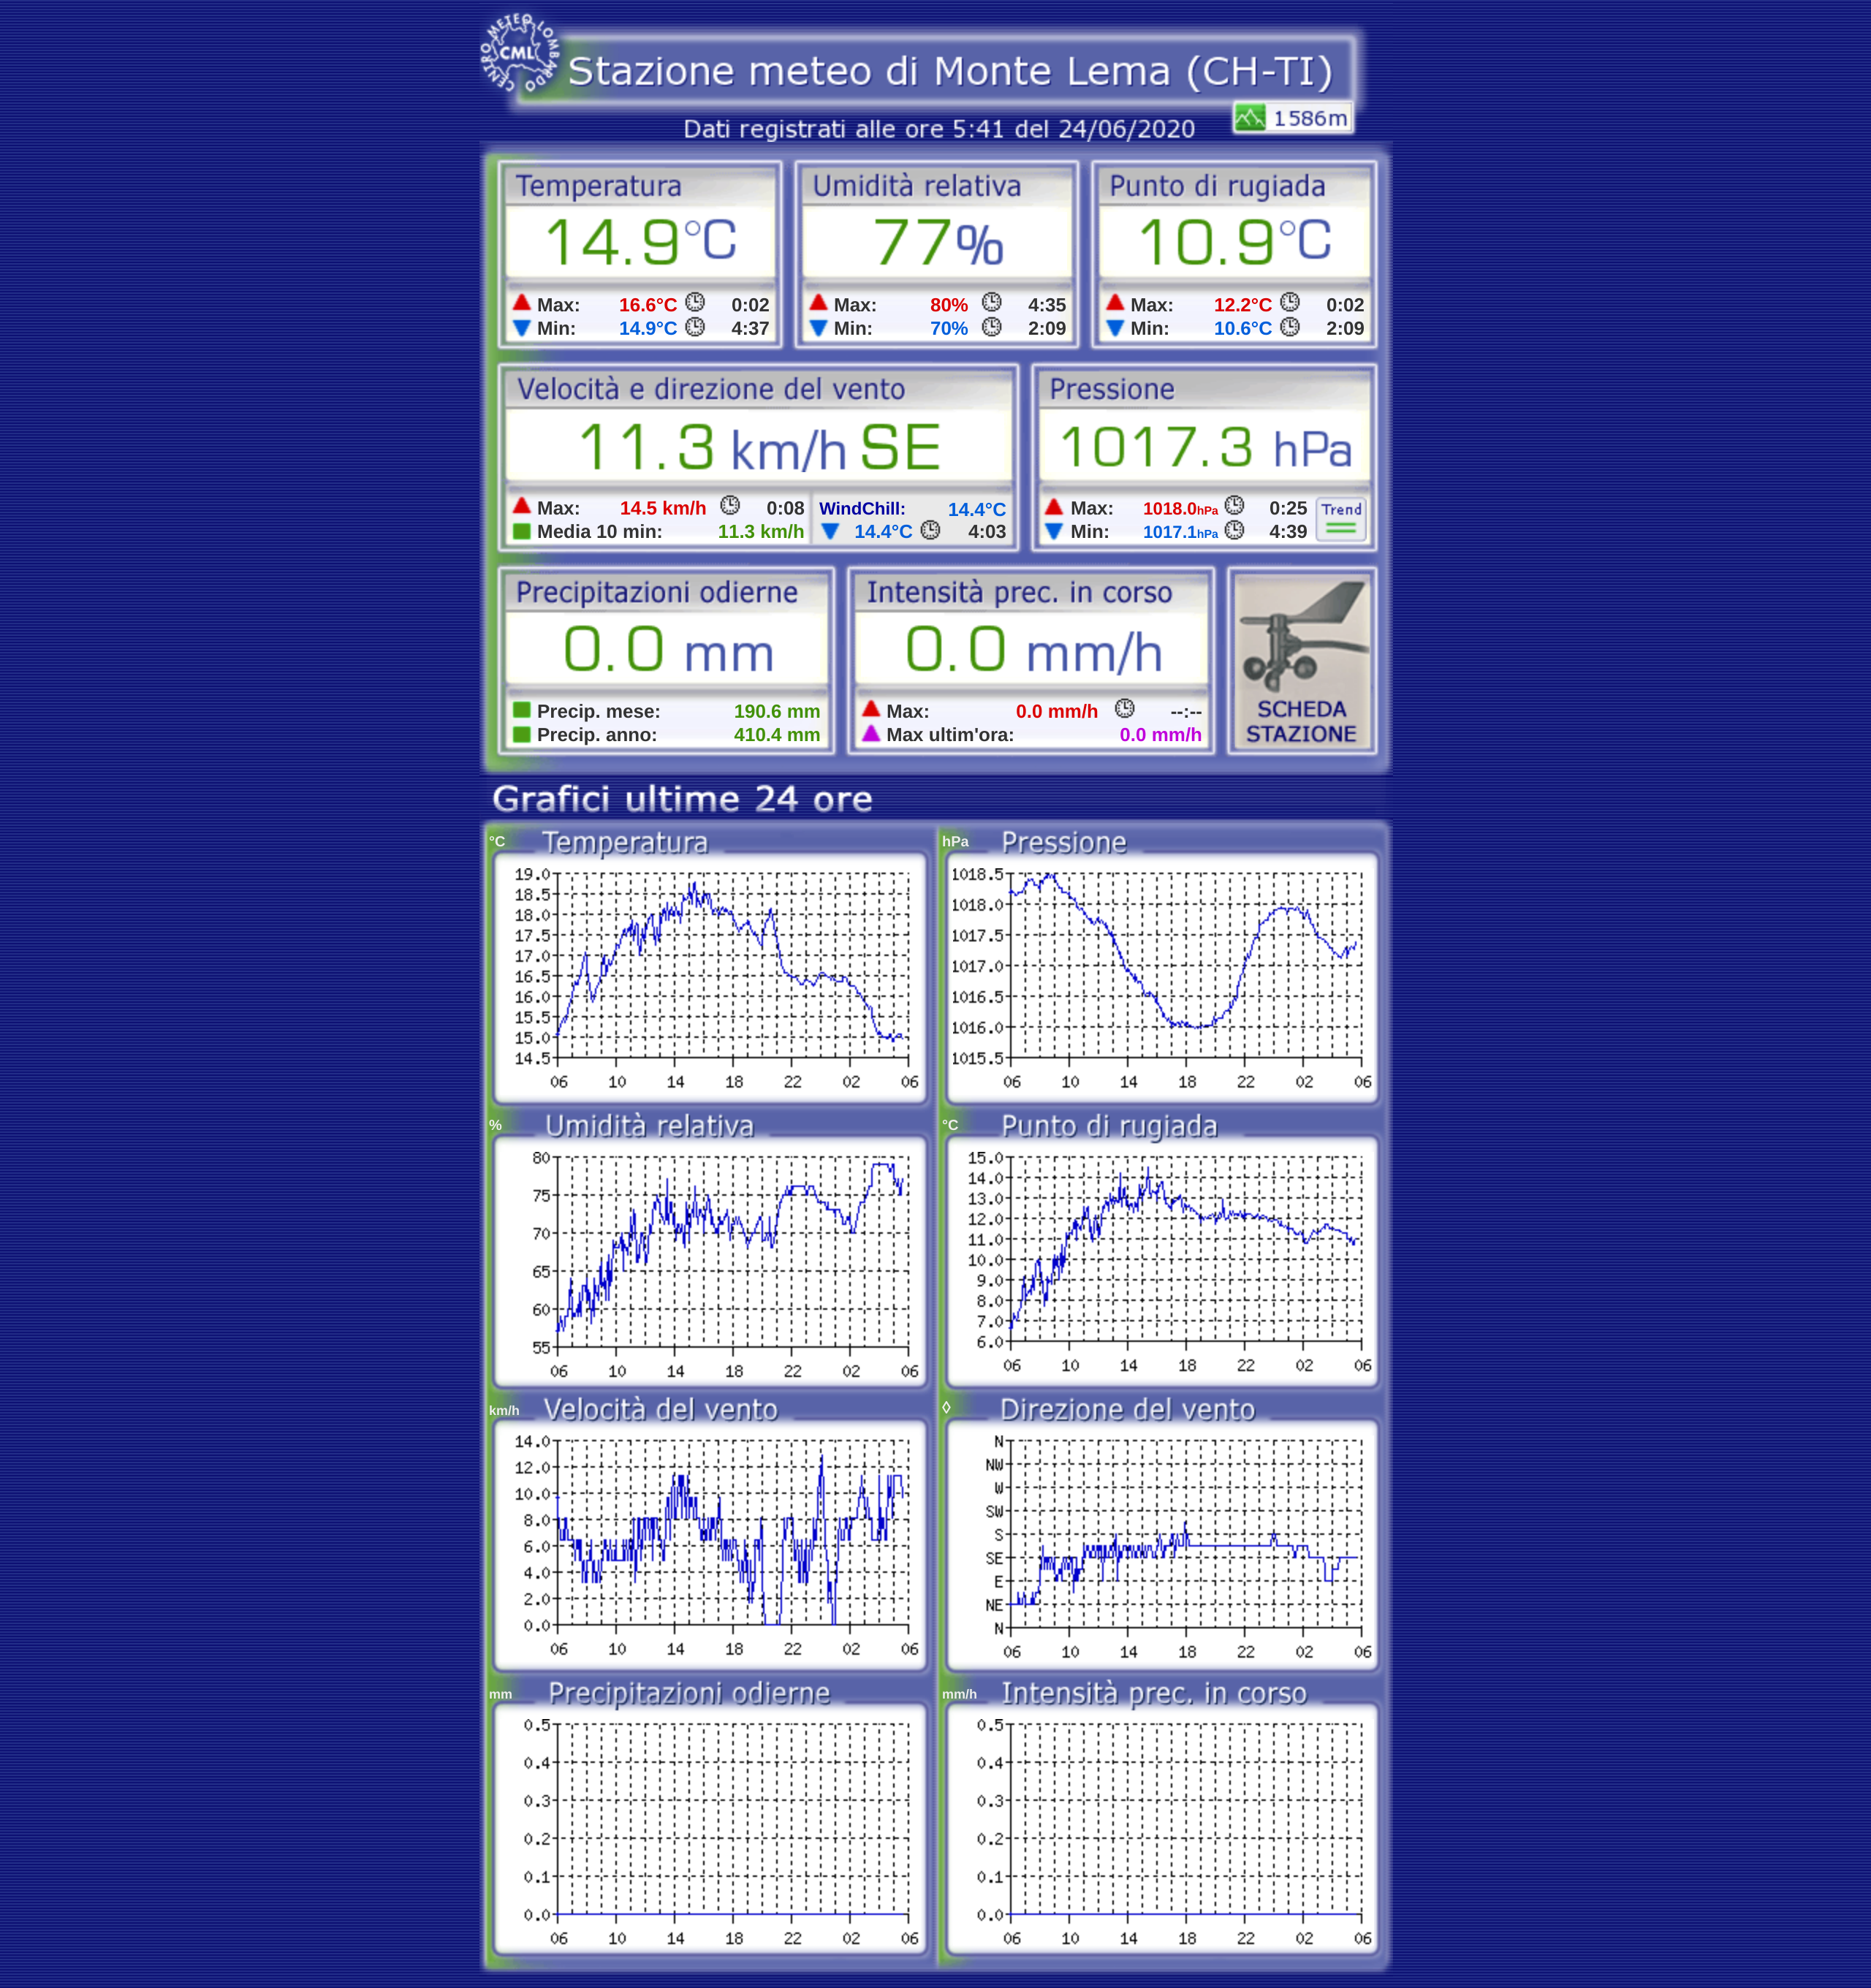 CENTRO METEO LOMBARDO
CML
Stazione meteo di Monte Lema (CH-TI)
1586m
Dati registrati alle ore 5:41 del 24/06/2020
Temperatura
14.9°C
Max: 16.6°C 0:02
Min: 14.9°C 4:37
Umidità relativa
77%
Max: 80% 4:35
Min: 70% 2:09
Punto di rugiada
10.9°C
Max: 12.2°C 0:02
Min: 10.6°C 2:09
Velocità e direzione del vento
11.3 km/h SE
Max: 14.5 km/h 0:08
Media 10 min: 11.3 km/h
WindChill: 14.4°C
14.4°C 4:03
Pressione
1017.3 hPa
Max: 1018.0hPa 0:25
Min: 1017.1hPa 4:39
Trend
Precipitazioni odierne
0.0 mm
Precip. mese: 190.6 mm
Precip. anno: 410.4 mm
Intensità prec. in corso
0.0 mm/h
Max: 0.0 mm/h --:--
Max ultim'ora: 0.0 mm/h
SCHEDA
STAZIONE
Grafici ultime 24 ore
°C Temperatura
19.0
18.5
18.0
17.5
17.0
16.5
16.0
15.5
15.0
14.5
06 10 14 18 22 02 06
hPa Pressione
1018.5
1018.0
1017.5
1017.0
1016.5
1016.0
1015.5
06 10 14 18 22 02 06
% Umidità relativa
80
75
70
65
60
55
06 10 14 18 22 02 06
°C Punto di rugiada
15.0
14.0
13.0
12.0
11.0
10.0
9.0
8.0
7.0
6.0
06 10 14 18 22 02 06
km/h Velocità del vento
14.0
12.0
10.0
8.0
6.0
4.0
2.0
0.0
06 10 14 18 22 02 06
◊ Direzione del vento
N
NW
W
SW
S
SE
E
NE
N
06 10 14 18 22 02 06
mm Precipitazioni odierne
0.5
0.4
0.3
0.2
0.1
0.0
06 10 14 18 22 02 06
mm/h Intensità prec. in corso
0.5
0.4
0.3
0.2
0.1
0.0
06 10 14 18 22 02 06